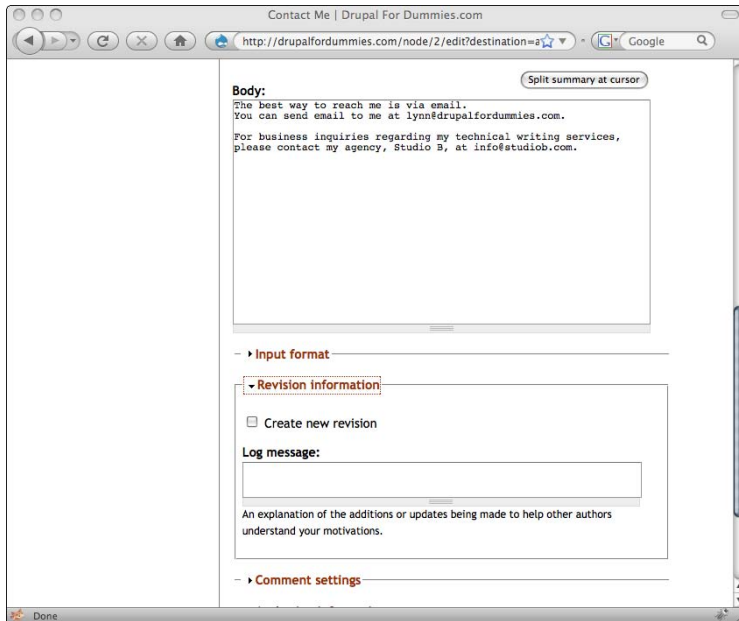 Contact Me | Drupal For Dummies.com
http://drupalfordummies.com/node/2/edit?destination=a
Google
Split summary at cursor
Body:
The best way to reach me is via email.
You can send email to me at lynn@drupalfordummies.com.
For business inquiries regarding my technical writing services,
please contact my agency, Studio B, at info@studiob.com.
Input format
Revision information
Create new revision
Log message:
An explanation of the additions or updates being made to help other authors
understand your motivations.
Comment settings
Done